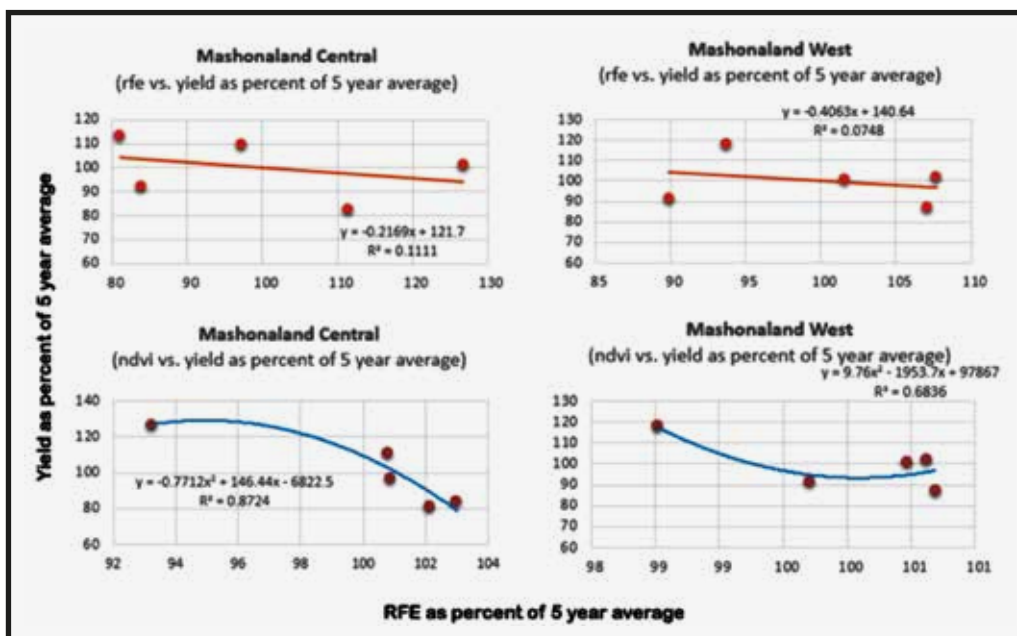 Mashonaland Central
(rfe vs. yield as percent of 5 year average)
120
110
100
90
80
70
60
y = -0.2169x + 121.7
R² = 0.1111
80 90 100 110 120 130
Mashonaland West
(rfe vs. yield as percent of 5 year average)
y = -0.4063x + 140.64
R² = 0.0748
130
120
110
100
90
80
70
60
85 90 95 100 105 110
Yield as percent of 5 year average
Mashonaland Central
(ndvi vs. yield as percent of 5 year average)
140
120
100
80
60
y = -0.7712x² + 146.44x - 6822.5
R² = 0.8724
92 94 96 98 100 102 104
Mashonaland West
(ndvi vs. yield as percent of 5 year average)
y = 9.76x² - 1953.7x + 97867
R² = 0.6836
130
120
110
100
90
80
70
60
98 99 99 100 100 101 101
RFE as percent of 5 year average